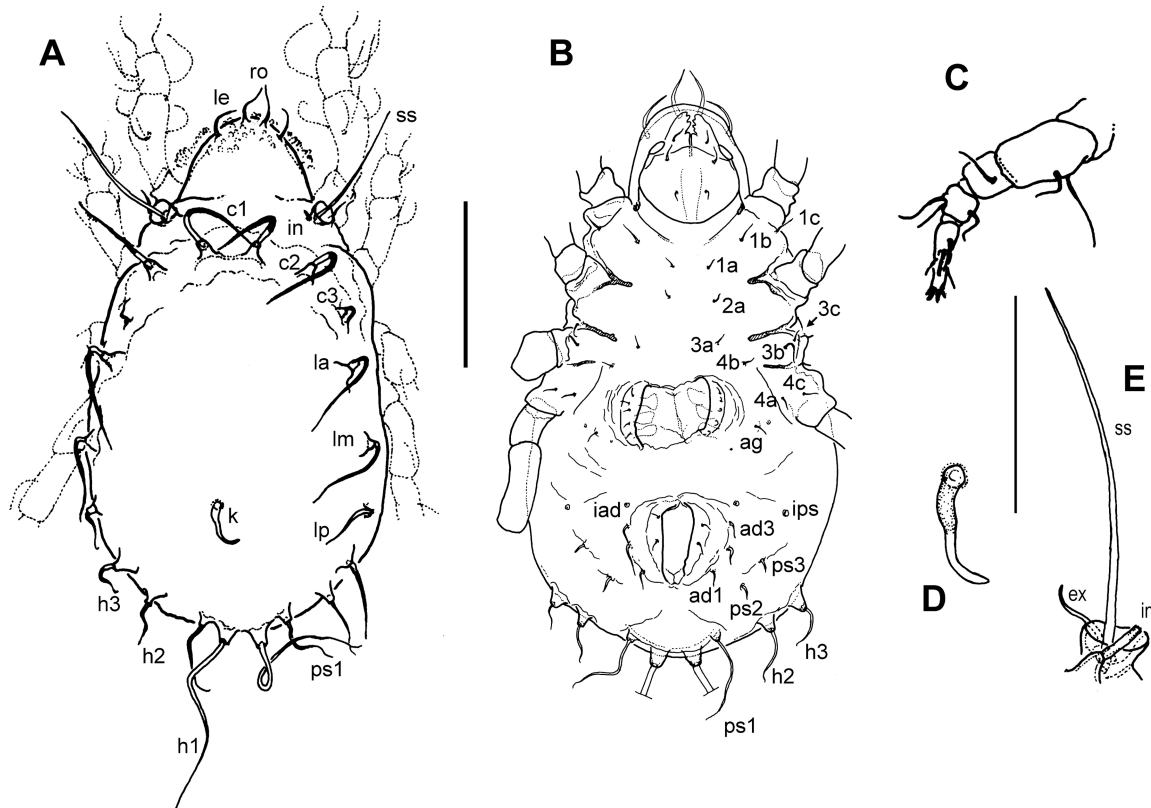 A
ro
le
ss
c1
in
c2
c3
la
lm
k
lp
h3
h2
ps1
h1
B
1c
1b
1a
2a
3c
3a
3b
4b
4c
4a
ag
iad
ips
ad3
ps3
ad1
ps2
h3
h2
ps1
C
E
ss
D
ex
in